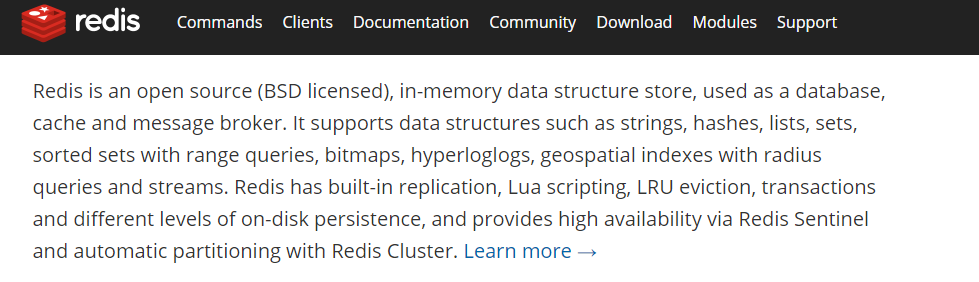 redis Commands Clients Documentation Community Download Modules Support
Redis is an open source (BSD licensed), in-memory data structure store, used as a database,
cache and message broker. It supports data structures such as strings, hashes, lists, sets,
sorted sets with range queries, bitmaps, hyperloglogs, geospatial indexes with radius
queries and streams. Redis has built-in replication, Lua scripting, LRU eviction, transactions
and different levels of on-disk persistence, and provides high availability via Redis Sentinel
and automatic partitioning with Redis Cluster. Learn more →